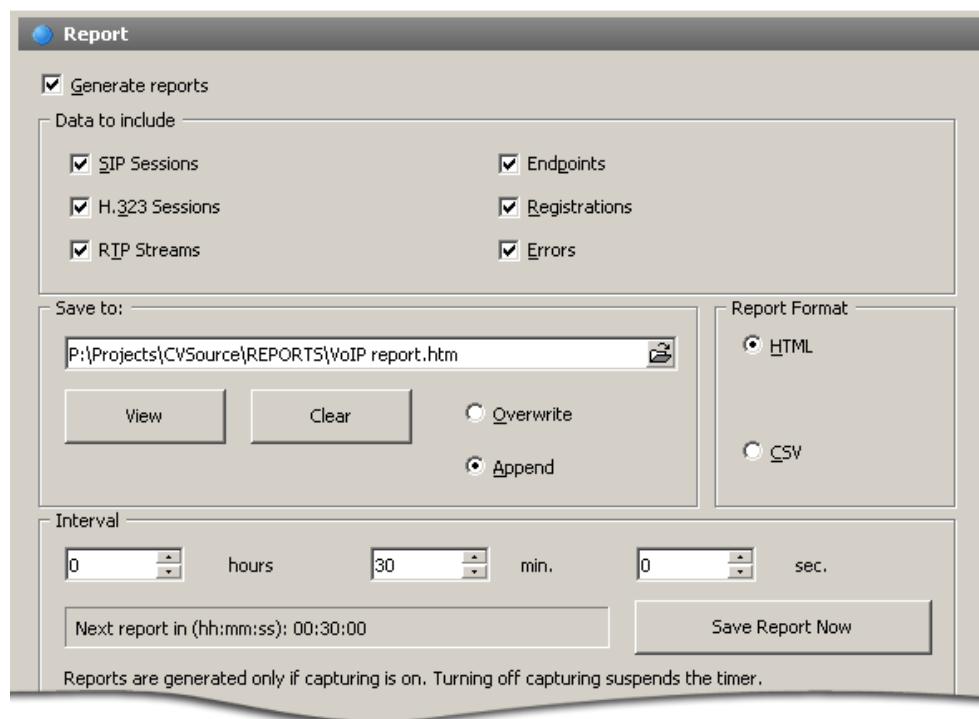 Report
Generate reports
Data to include
SIP Sessions
Endpoints
H.323 Sessions
Registrations
RTP Streams
Errors
Save to:
P:\Projects\CVSource\REPORTS\VoIP report.htm
View
Clear
Overwrite
Append
Report Format
HTML
CSV
Interval
0 hours 30 min. 0 sec.
Next report in (hh:mm:ss): 00:30:00
Save Report Now
Reports are generated only if capturing is on. Turning off capturing suspends the timer.